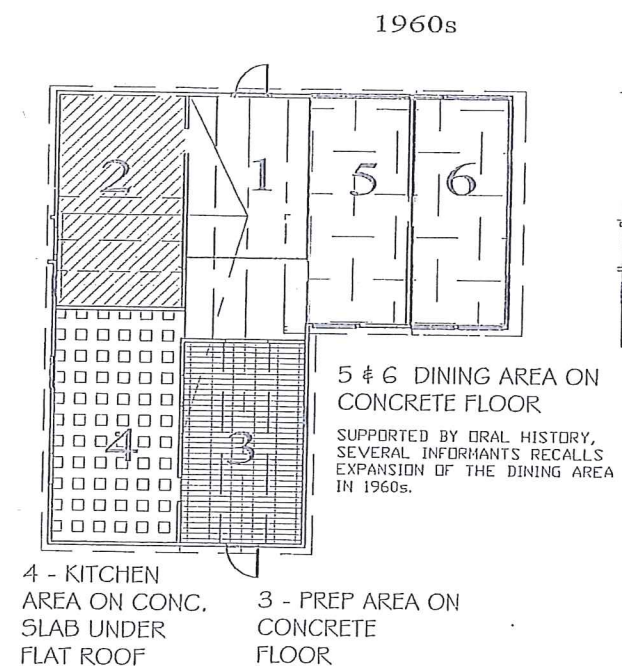 1960s
2
1
5
6
5 & 6 DINING AREA ON
CONCRETE FLOOR
SUPPORTED BY ORAL HISTORY,
SEVERAL INFORMANTS RECALLS
EXPANSION OF THE DINING AREA
IN 1960s.
4
3
4 - KITCHEN
AREA ON CONC.
SLAB UNDER
FLAT ROOF
3 - PREP AREA ON
CONCRETE
FLOOR